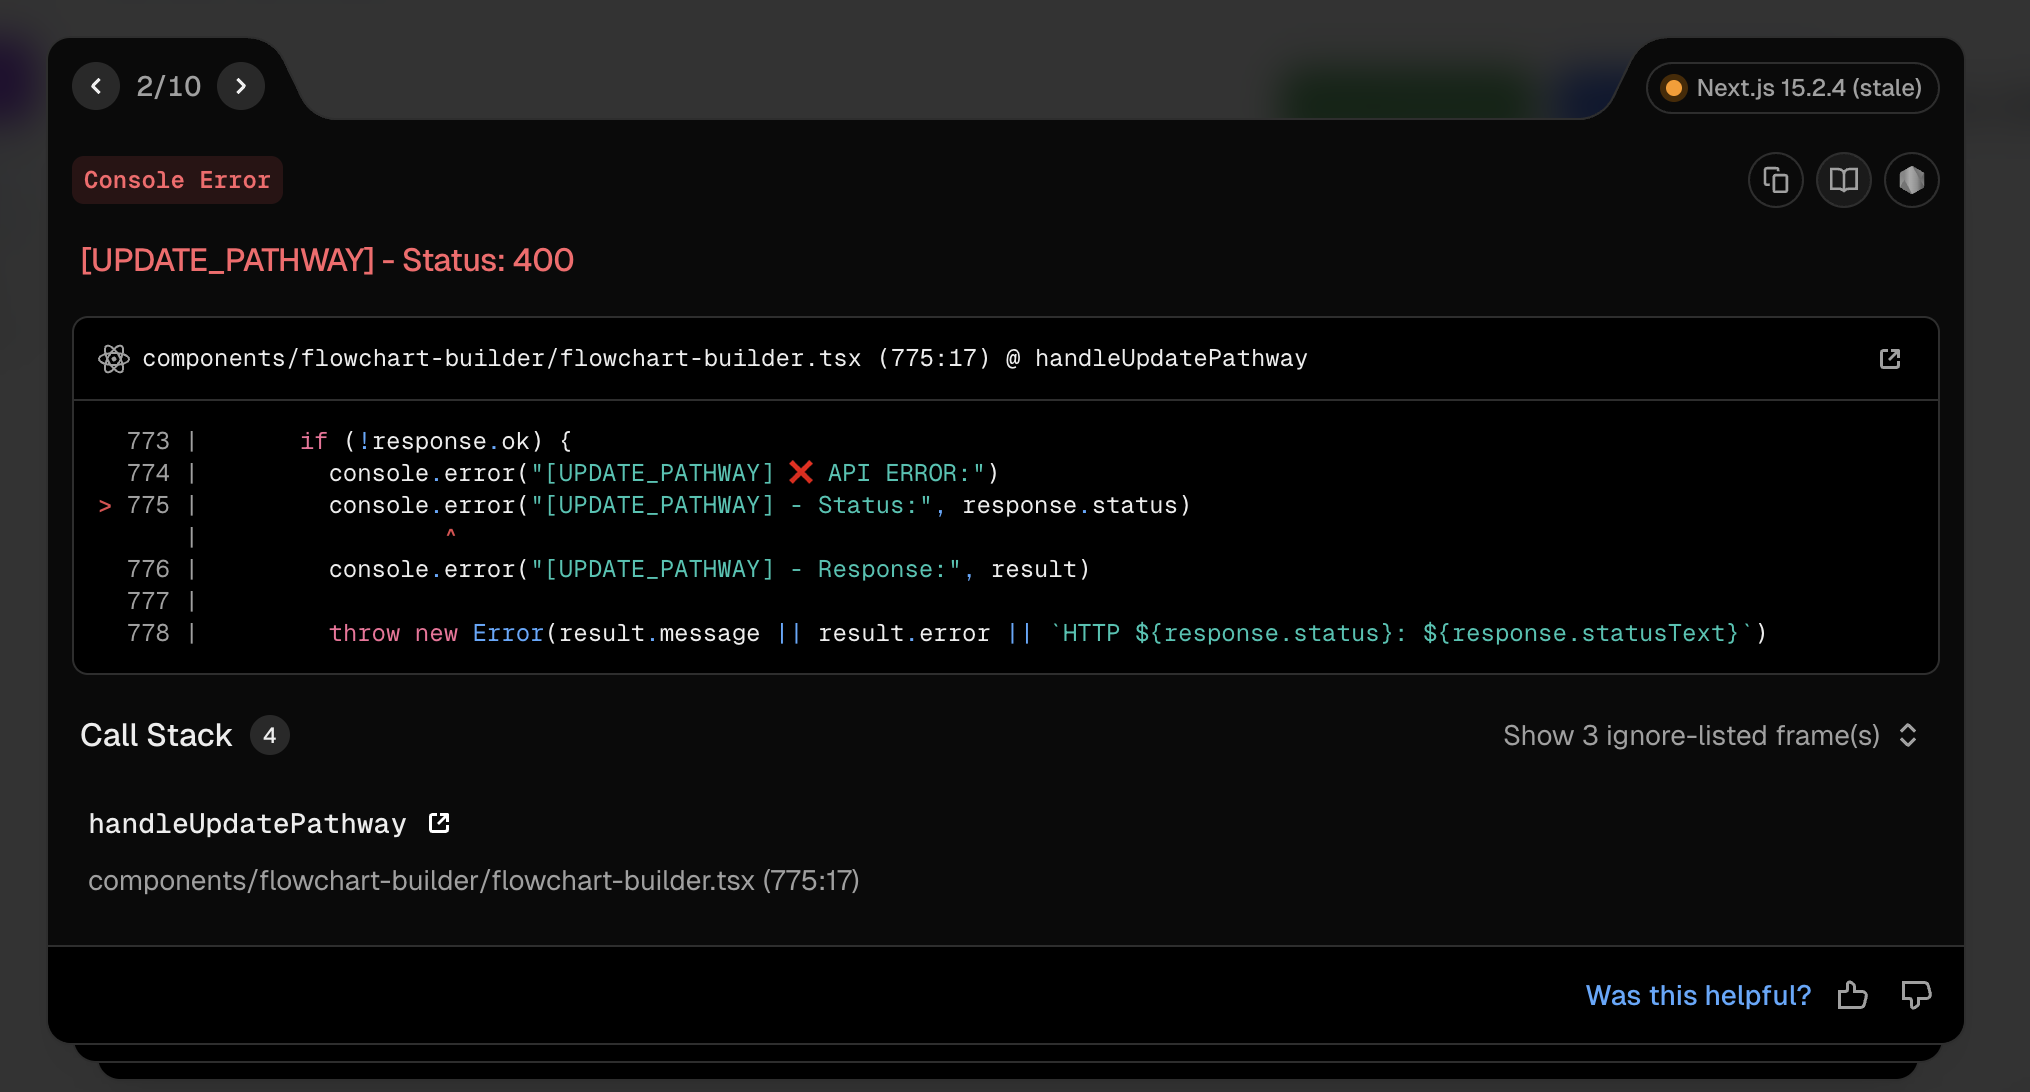 2/10
Next.js 15.2.4 (stale)
Console Error
[UPDATE_PATHWAY] - Status: 400
components/flowchart-builder/flowchart-builder.tsx (775:17) @ handleUpdatePathway
773 |       if (!response.ok) {
774 |         console.error("[UPDATE_PATHWAY] ❌ API ERROR:")
> 775 |         console.error("[UPDATE_PATHWAY] - Status:", response.status)
|                 ^
776 |         console.error("[UPDATE_PATHWAY] - Response:", result)
777 |
778 |         throw new Error(result.message || result.error || `HTTP ${response.status}: ${response.statusText}`)
Call Stack 4
Show 3 ignore-listed frame(s)
handleUpdatePathway
components/flowchart-builder/flowchart-builder.tsx (775:17)
Was this helpful?